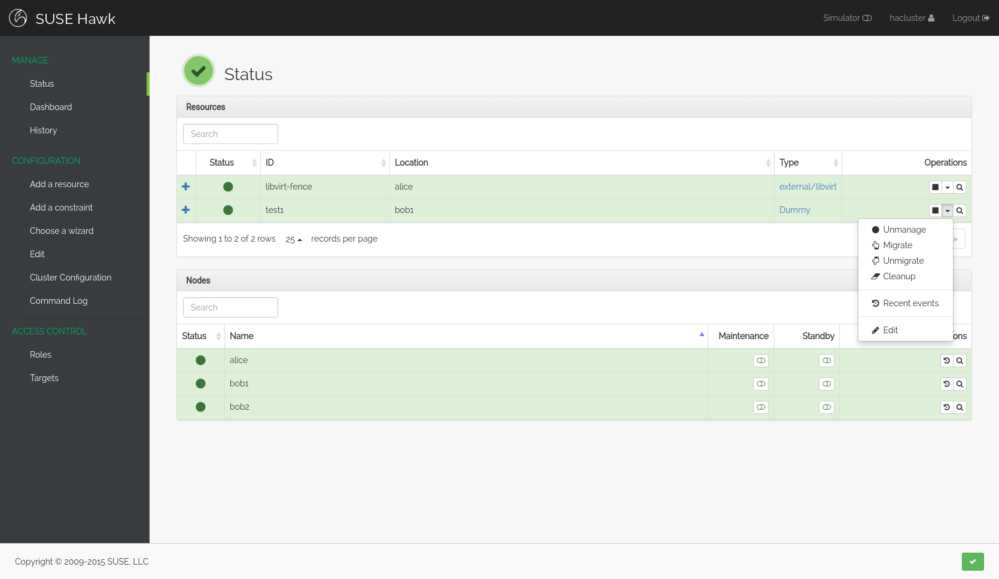 SUSE Hawk
Simulator hacluster Logout
MANAGE
Status
Dashboard
History
CONFIGURATION
Add a resource
Add a constraint
Choose a wizard
Edit
Cluster Configuration
Command Log
ACCESS CONTROL
Roles
Targets
Status
Resources
Search
Status ID Location Type Operations
libvirt-fence alice external/libvirt
test1 bob1 Dummy
Showing 1 to 2 of 2 rows 25 records per page »
Unmanage
Migrate
Unmigrate
Cleanup
Recent events
Edit
Nodes
Search
Status Name Maintenance Standby ons
alice
bob1
bob2
Copyright © 2009-2015 SUSE, LLC